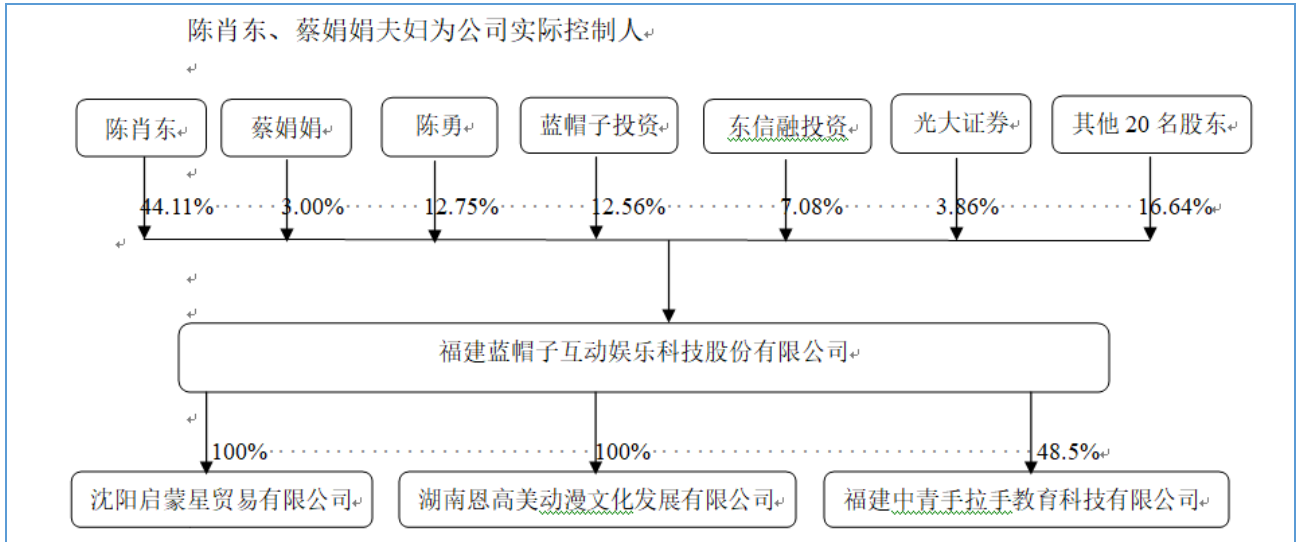 陈肖东、蔡娟娟夫妇为公司实际控制人
陈肖东 蔡娟娟 陈勇 蓝帽子投资 东信融投资 光大证券 其他 20 名股东
44.11% 3.00% 12.75% 12.56% 7.08% 3.86% 16.64%
福建蓝帽子互动娱乐科技股份有限公司
100% 100% 48.5%
沈阳启蒙星贸易有限公司 湖南恩高美动漫文化发展有限公司 福建中青手拉手教育科技有限公司